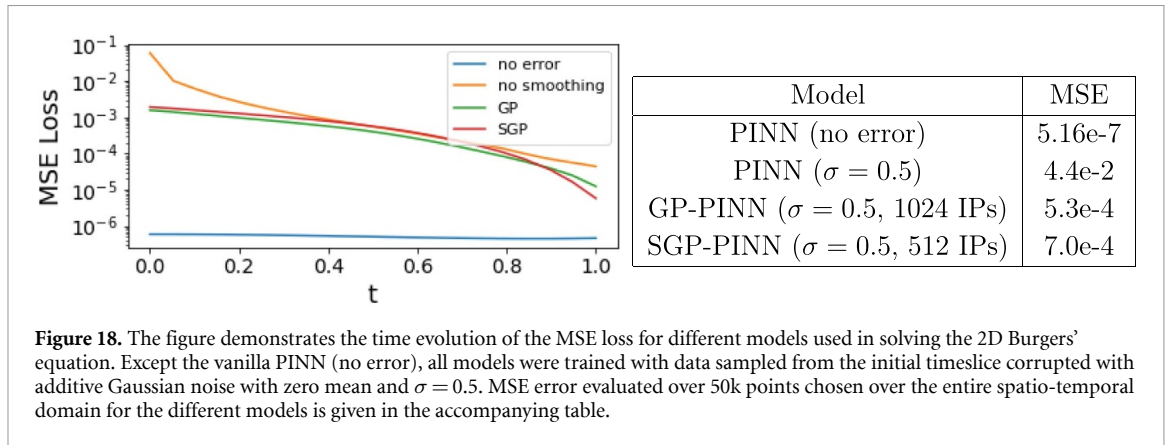 10⁻¹
10⁻²
10⁻³
10⁻⁴
10⁻⁵
10⁻⁶
MSE Loss
no error
no smoothing
GP
SGP
0.0 0.2 0.4 0.6 0.8 1.0
t
Model MSE
PINN (no error) 5.16e-7
PINN (σ = 0.5) 4.4e-2
GP-PINN (σ = 0.5, 1024 IPs) 5.3e-4
SGP-PINN (σ = 0.5, 512 IPs) 7.0e-4
Figure 18. The figure demonstrates the time evolution of the MSE loss for different models used in solving the 2D Burgers’
equation. Except the vanilla PINN (no error), all models were trained with data sampled from the initial timeslice corrupted with
additive Gaussian noise with zero mean and σ = 0.5. MSE error evaluated over 50k points chosen over the entire spatio-temporal
domain for the different models is given in the accompanying table.